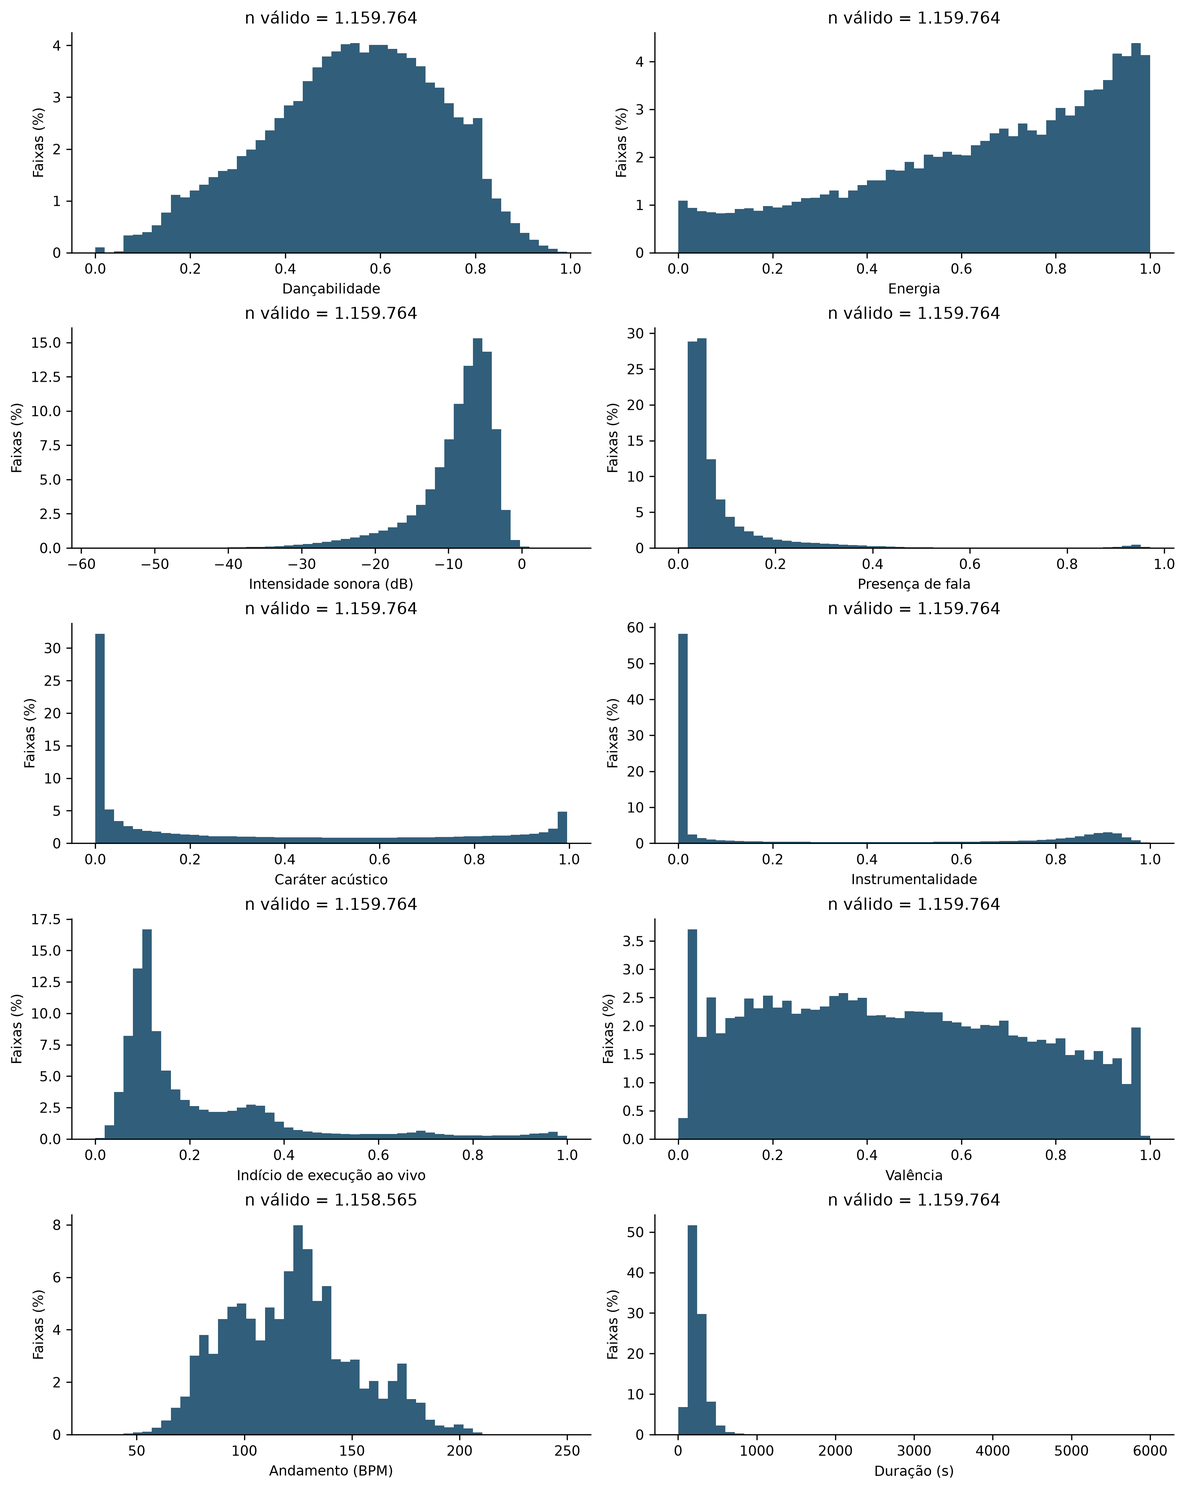 n válido = 1.159.764
Faixas (%)
4
3
2
1
0
0.0 0.2 0.4 0.6 0.8 1.0
Dançabilidade
n válido = 1.159.764
Faixas (%)
4
3
2
1
0
0.0 0.2 0.4 0.6 0.8 1.0
Energia
n válido = 1.159.764
Faixas (%)
15.0
12.5
10.0
7.5
5.0
2.5
0.0
−60 −50 −40 −30 −20 −10 0
Intensidade sonora (dB)
n válido = 1.159.764
Faixas (%)
30
25
20
15
10
5
0
0.0 0.2 0.4 0.6 0.8 1.0
Presença de fala
n válido = 1.159.764
Faixas (%)
30
25
20
15
10
5
0
0.0 0.2 0.4 0.6 0.8 1.0
Caráter acústico
n válido = 1.159.764
Faixas (%)
60
50
40
30
20
10
0
0.0 0.2 0.4 0.6 0.8 1.0
Instrumentalidade
n válido = 1.159.764
Faixas (%)
17.5
15.0
12.5
10.0
7.5
5.0
2.5
0.0
0.0 0.2 0.4 0.6 0.8 1.0
Indício de execução ao vivo
n válido = 1.159.764
Faixas (%)
3.5
3.0
2.5
2.0
1.5
1.0
0.5
0.0
0.0 0.2 0.4 0.6 0.8 1.0
Valência
n válido = 1.158.565
Faixas (%)
8
6
4
2
0
50 100 150 200 250
Andamento (BPM)
n válido = 1.159.764
Faixas (%)
50
40
30
20
10
0
0 1000 2000 3000 4000 5000 6000
Duração (s)